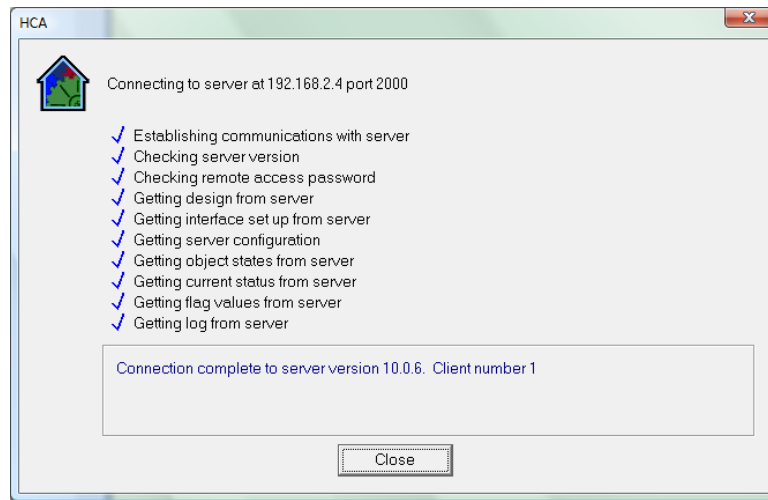 HCA
Connecting to server at 192.168.2.4 port 2000
Establishing communications with server
Checking server version
Checking remote access password
Getting design from server
Getting interface set up from server
Getting server configuration
Getting object states from server
Getting current status from server
Getting flag values from server
Getting log from server
Connection complete to server version 10.0.6.  Client number 1
Close